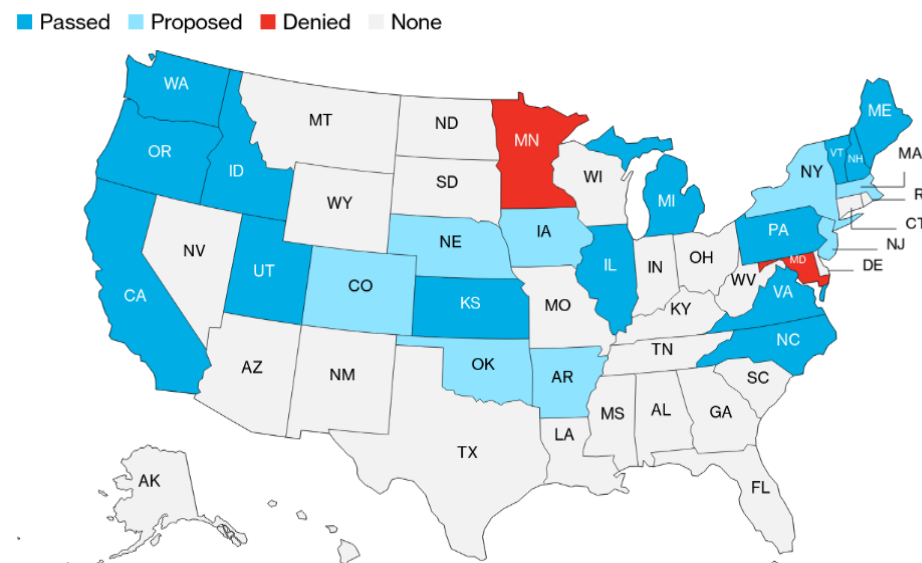 Passed Proposed Denied None
WA
MT
ND
MN
ME
OR
ID
SD
WI
VT
NH
NY
MA
WY
MI
R
CT
NE
IA
PA
NJ
NV
UT
CO
IL
IN
OH
MD
DE
CA
KS
MO
WV
VA
KY
NC
AZ
NM
OK
AR
TN
SC
MS
AL
GA
LA
TX
AK
FL